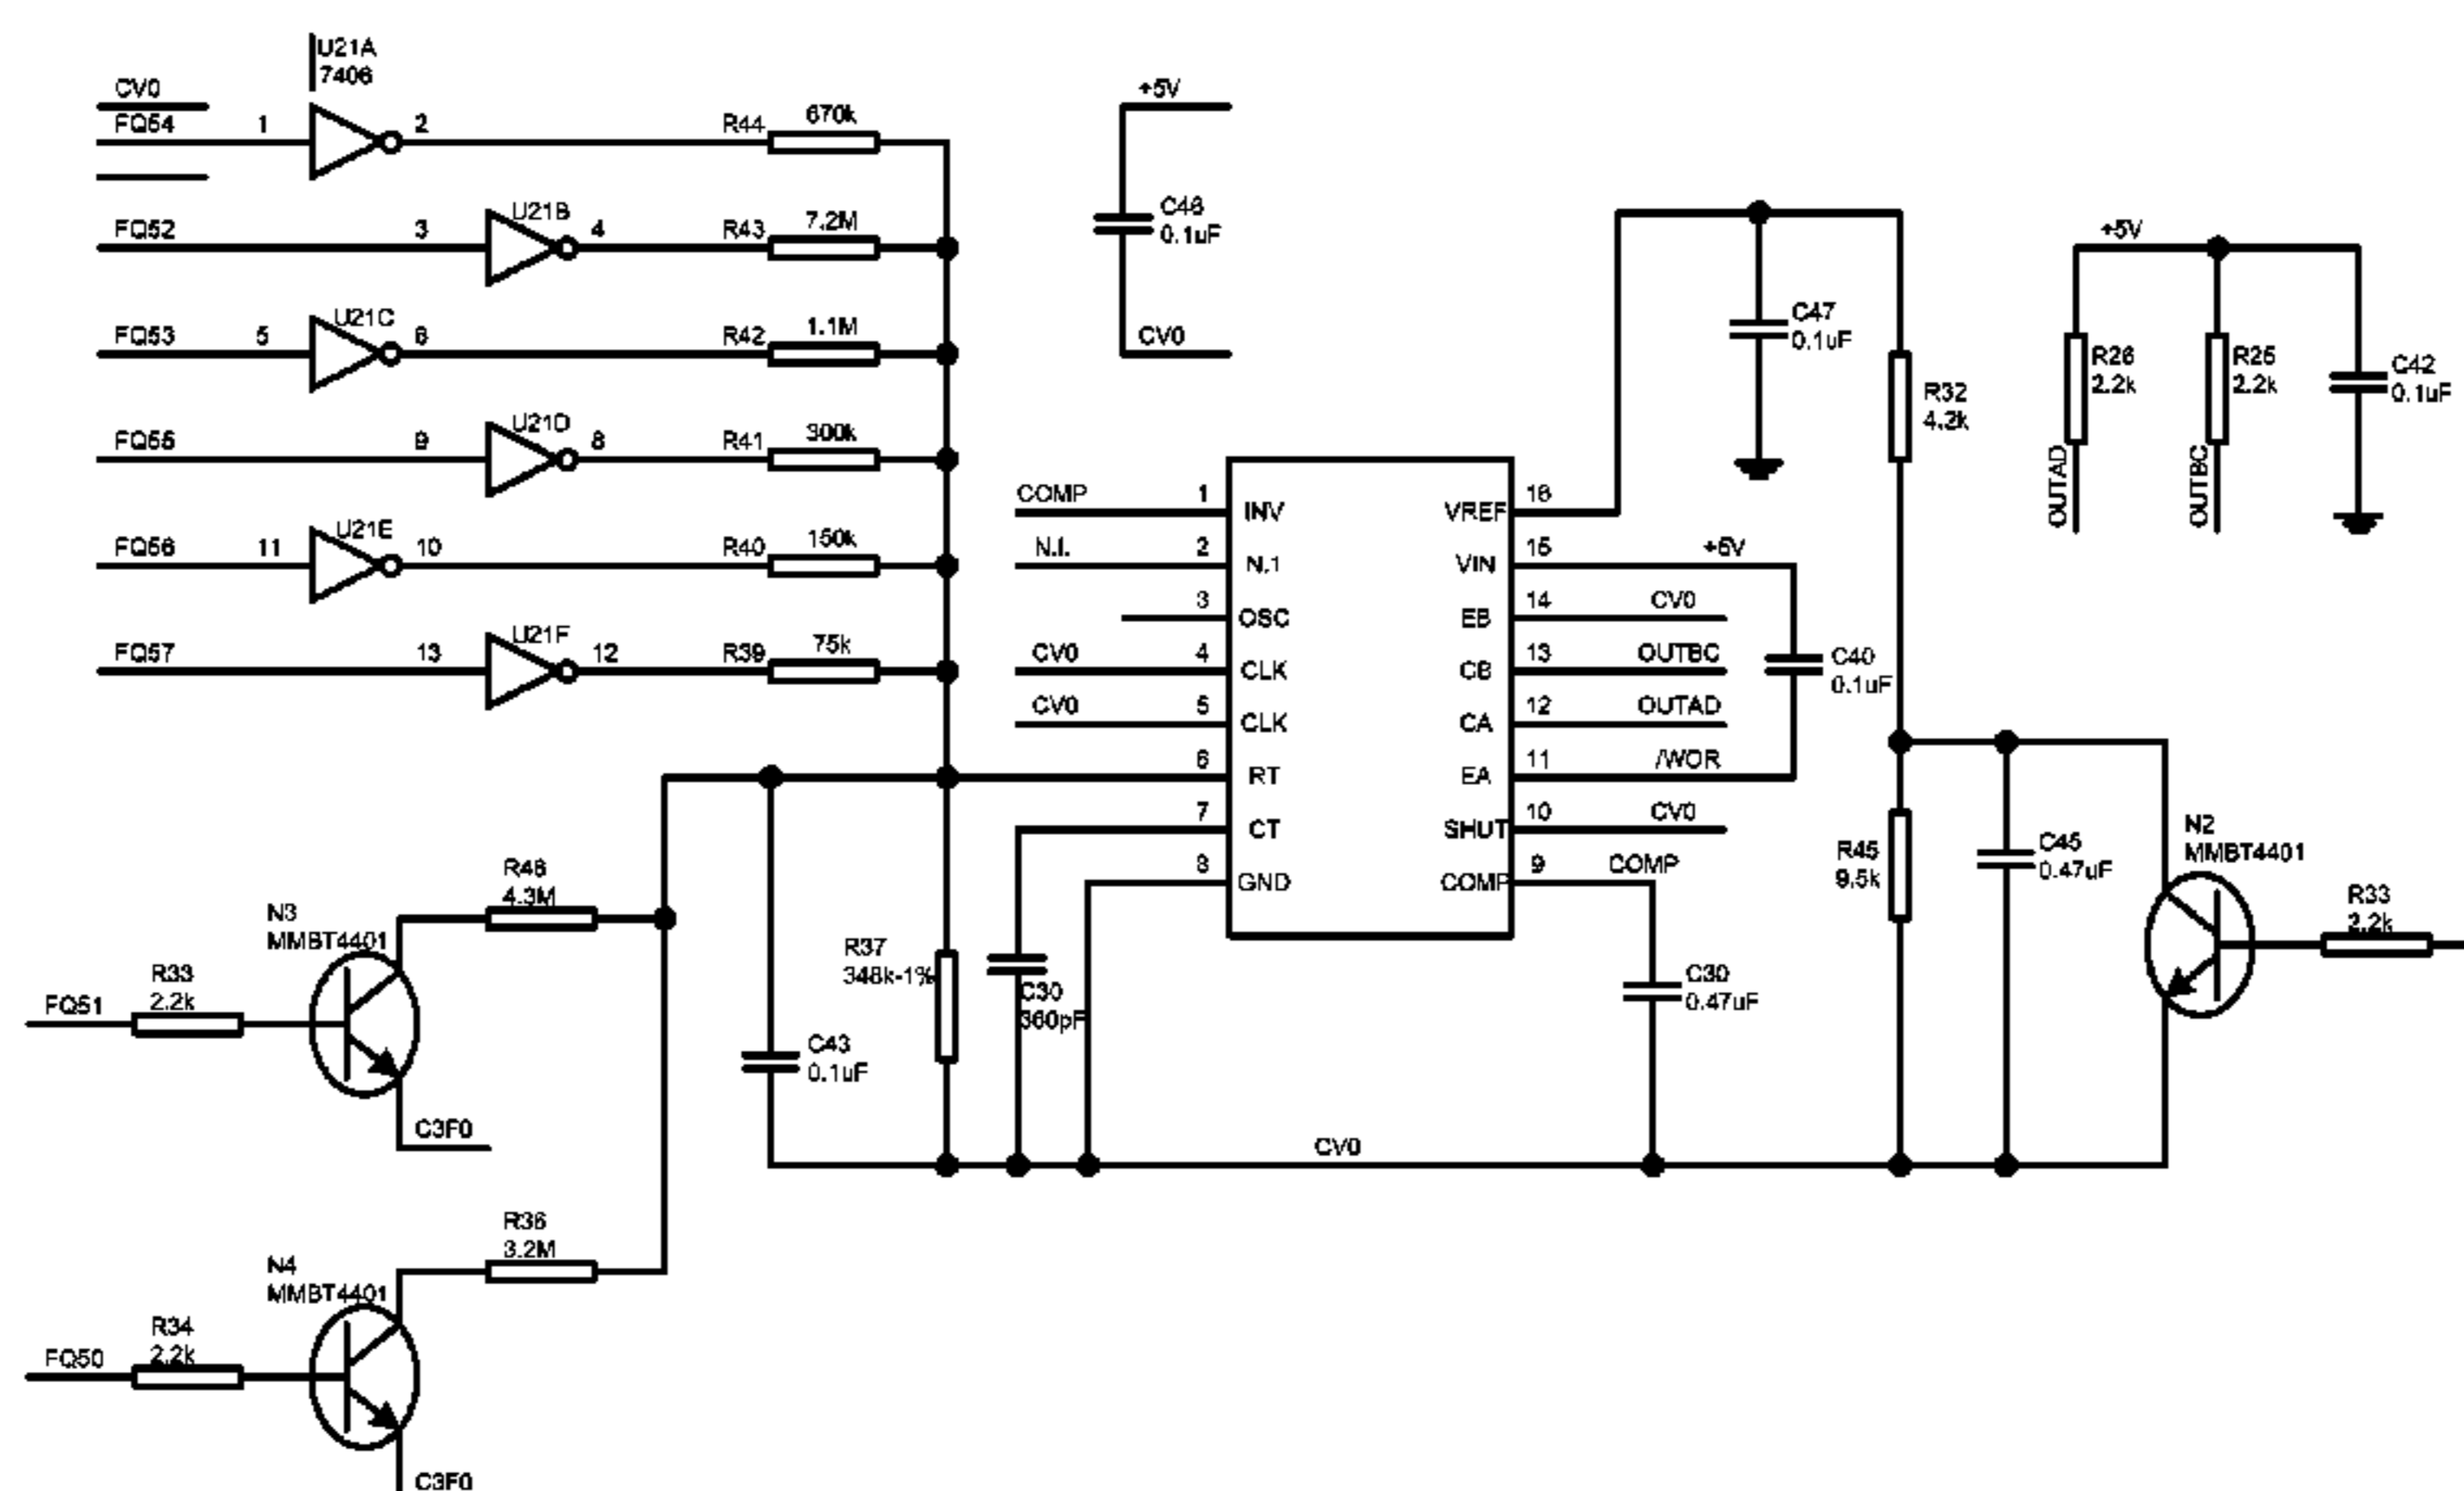 U21A
7406
CV0
FQ54 1 2 R44 670k
U21B
FQ52 3 4 R43 7.2M
U21C
FQ53 5 6 R42 1.1M
U21D
FQ55 9 8 R41 300k
U21E
FQ56 11 10 R40 150k
U21F
FQ57 13 12 R39 75k
+5V
C46
0.1uF
CV0
C47
0.1uF
R32
4.2k
+5V
R26
2.2k
R25
2.2k
C42
0.1uF
OUTAD
OUTBC
COMP 1 INV
N.I. 2 N.1
3 OSC
CV0 4 CLK
CV0 5 CLK
6 RT
7 CT
8 GND
VREF 16
VIN 15 +5V
EB 14 CV0
CB 13 OUTBC
CA 12 OUTAD
EA 11 /WOR
SHUT 10 CV0
COMP 9 COMP
C40
0.1uF
R45
9.5k
C45
0.47uF
N2
MMBT4401
R33
2.2k
R46
4.3M
N3
MMBT4401
R33
2.2k
FQ51
C3F0
R37
348k-1%
C30
360pF
C43
0.1uF
C30
0.47uF
CV0
R36
3.2M
N4
MMBT4401
R34
2.2k
FQ50
C3F0